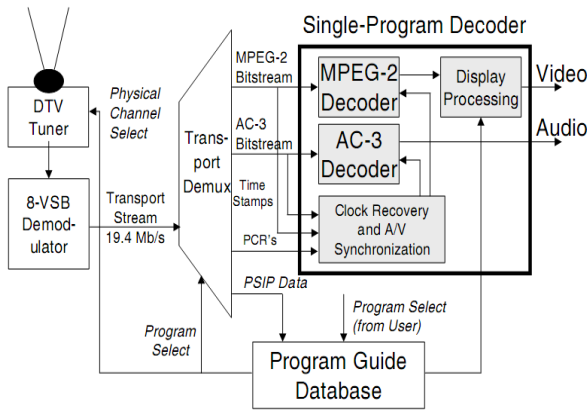 Single-Program Decoder
MPEG-2
Bitstream
MPEG-2
Decoder
Display
Processing
Video
Physical
Channel
Select
DTV
Tuner
AC-3
Bitstream
AC-3
Decoder
Audio
Trans-
port
Demux
8-VSB
Demod-
ulator
Transport
Stream
19.4 Mb/s
Time
Stamps
Clock Recovery
and A/V
Synchronization
PCR's
PSIP Data
Program
Select
Program Select
(from User)
Program Guide
Database